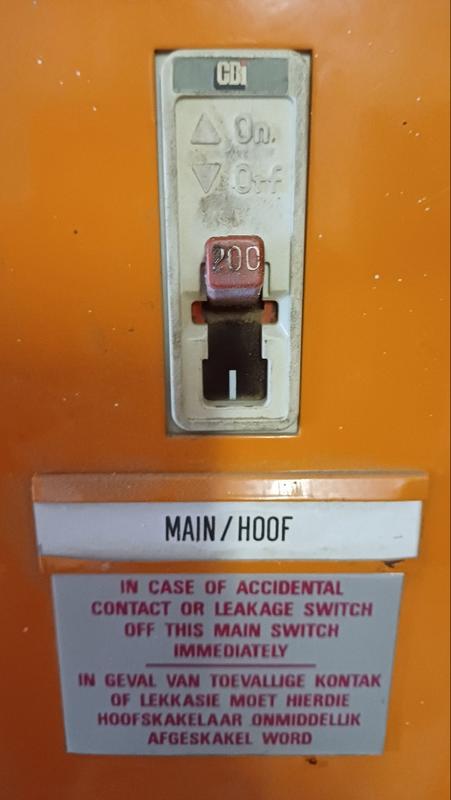 CBi
On.
Off
200
MAIN/HOOF
IN CASE OF ACCIDENTAL
CONTACT OR LEAKAGE SWITCH
OFF THIS MAIN SWITCH
IMMEDIATELY
IN GEVAL VAN TOEVALLIGE KONTAK
OF LEKKASIE MOET HIERDIE
HOOFSKAKELAAR ONMIDDELLIK
AFGESKAKEL WORD